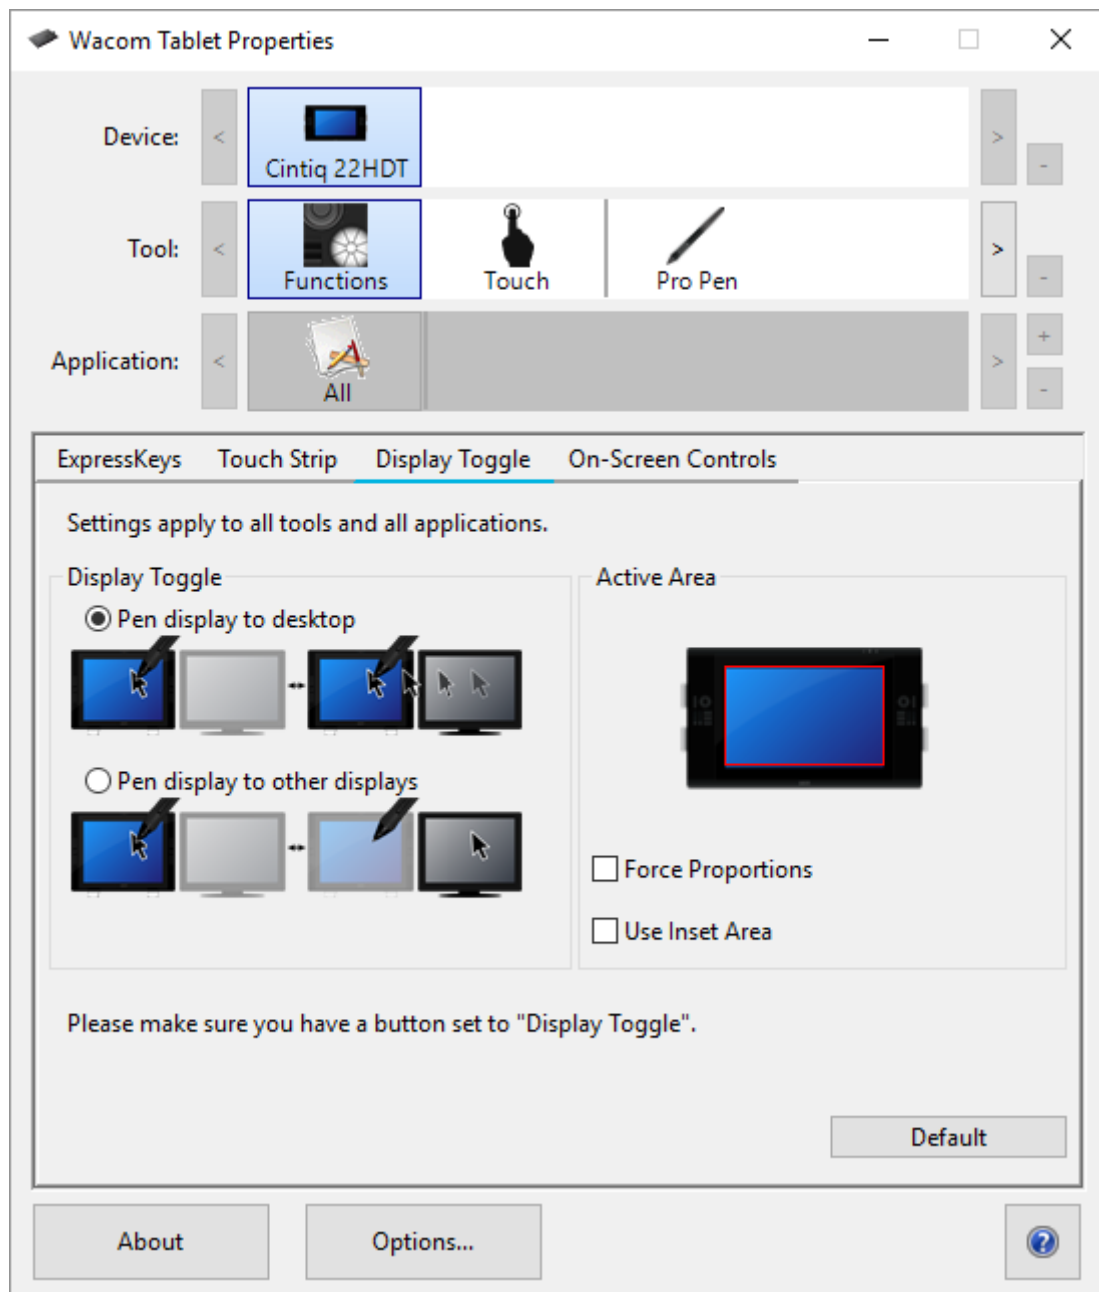 Wacom Tablet Properties
Device:
<
Cintiq 22HDT
>
-
Tool:
<
Functions
Touch
Pro Pen
>
-
Application:
<
All
>
+
-
ExpressKeys Touch Strip Display Toggle On-Screen Controls
Settings apply to all tools and all applications.
Display Toggle
Pen display to desktop
Pen display to other displays
Active Area
Force Proportions
Use Inset Area
Please make sure you have a button set to "Display Toggle".
Default
About
Options...
?